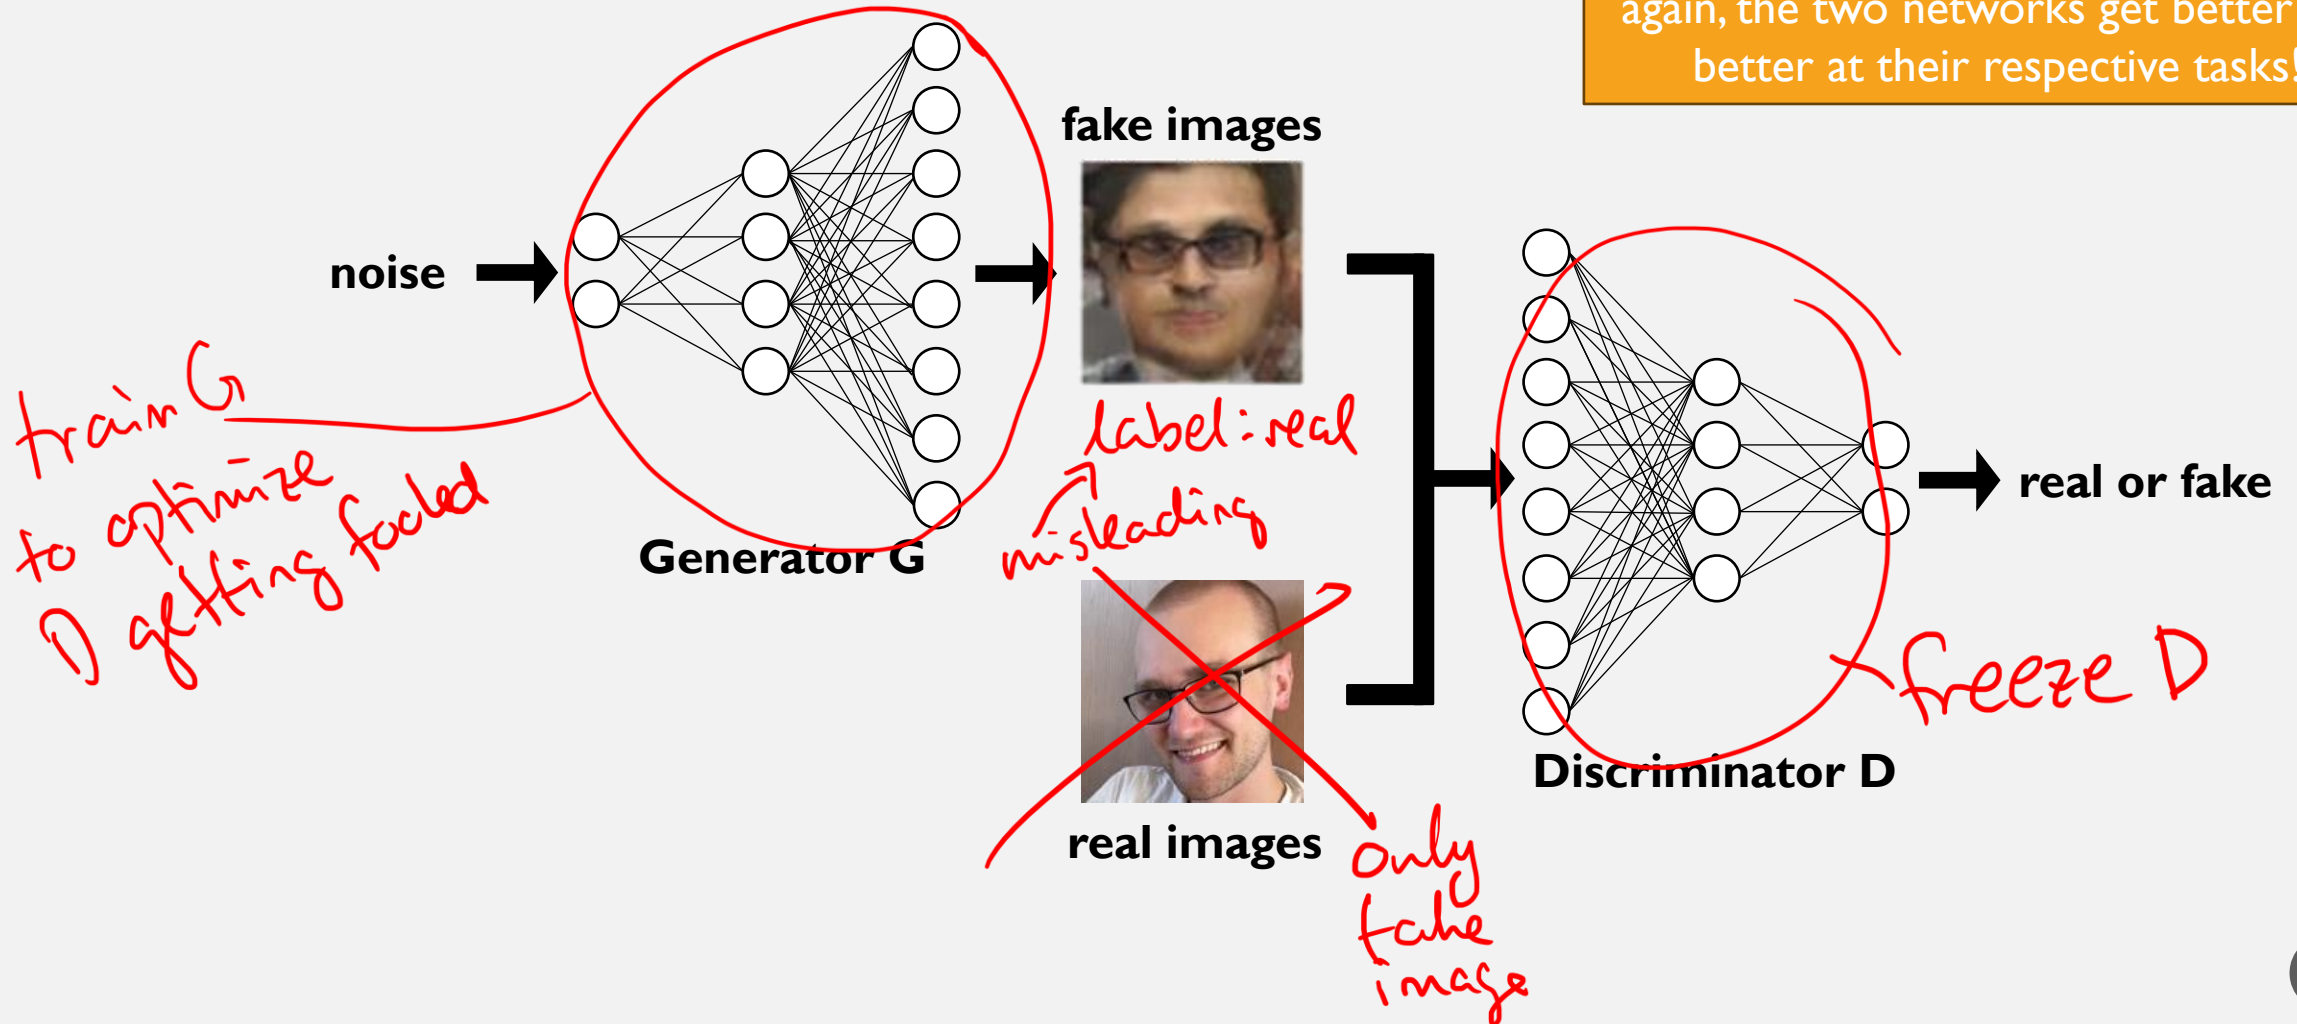 again, the two networks get better
better at their respective tasks!
fake images
noise
train G
to optimize
D getting fooled
label: real
misleading
Generator G
real or fake
freeze D
Discriminator D
real images
only
fake
image